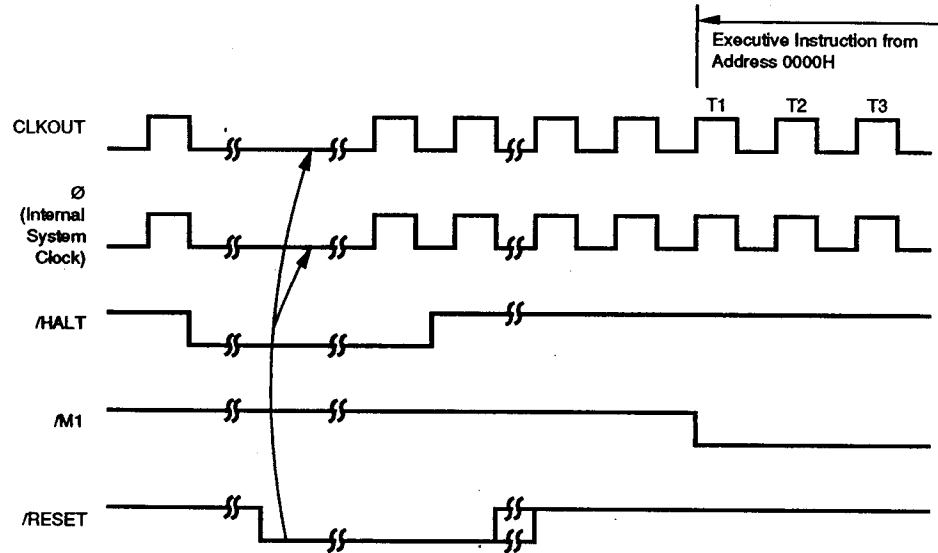 Executive Instruction from
Address 0000H
T1 T2 T3
CLKOUT
Ø
(Internal
System
Clock)
/HALT
/M1
/RESET